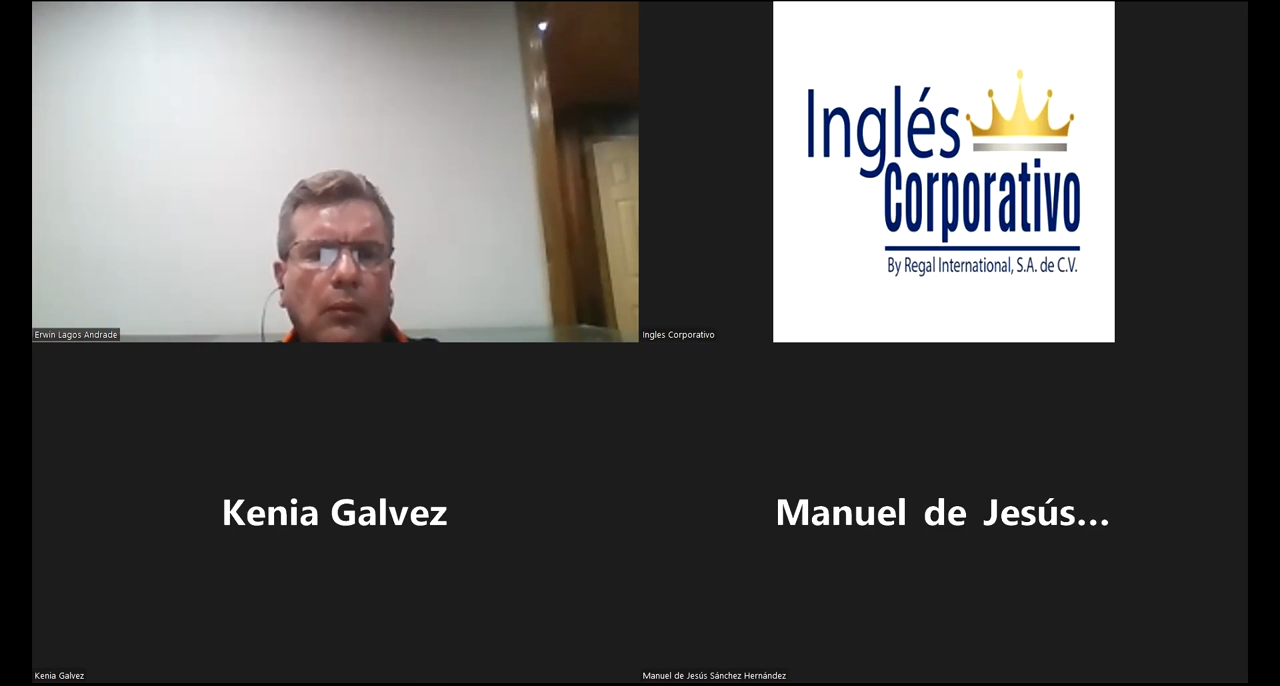 Inglés
Corporativo
By Regal International, S.A. de C.V.
Erwin Lagos Andrade
Ingles Corporativo
Kenia Galvez
Manuel de Jesús...
Kenia Galvez
Manuel de Jesús Sánchez Hernández